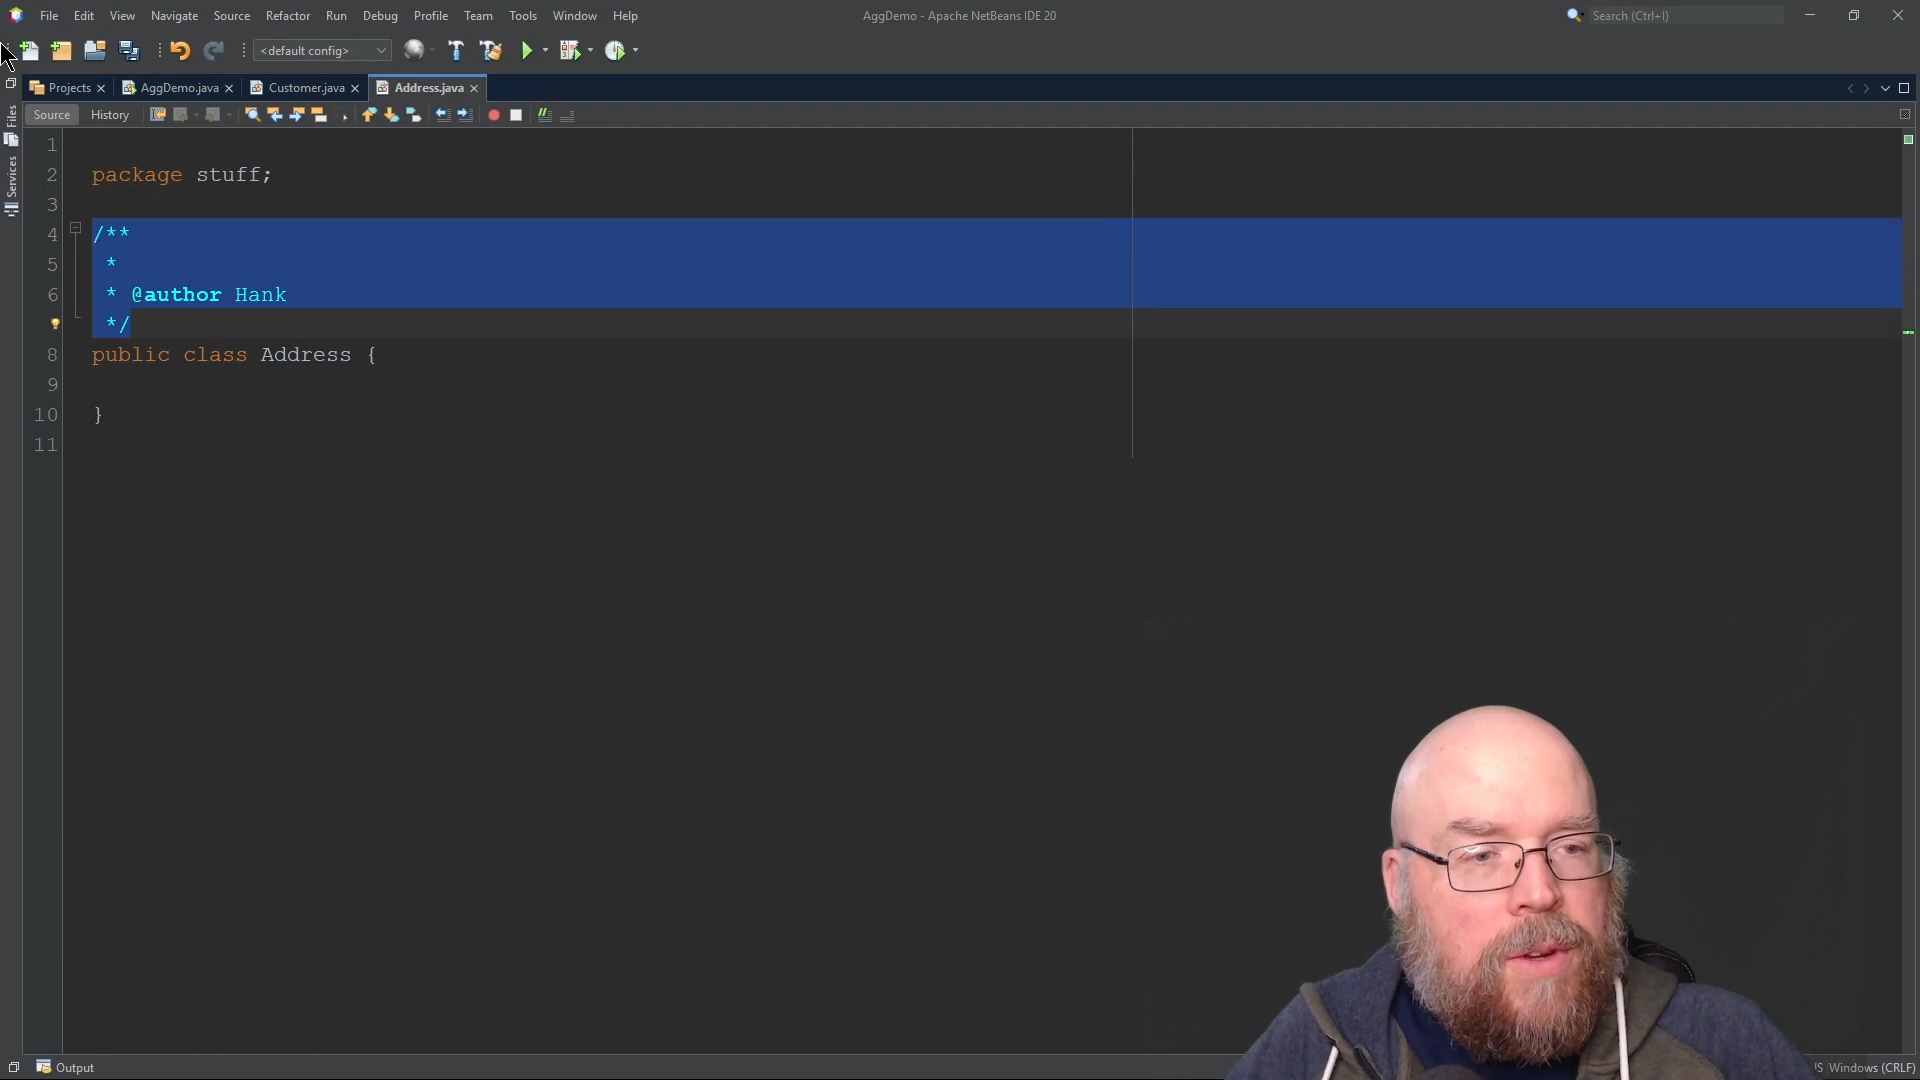 File Edit View Navigate Source Refactor Run Debug Profile Team Tools Window Help
AggDemo - Apache NetBeans IDE 20
Search (Ctrl+I)
<default config>
Projects
AggDemo.java
Customer.java
Address.java
Files
Services
Source
History
1
2 package stuff;
3
4 /**
5 *
6 * @author Hank
*/
8 public class Address {
9
10 }
11
Output
Windows (CRLF)